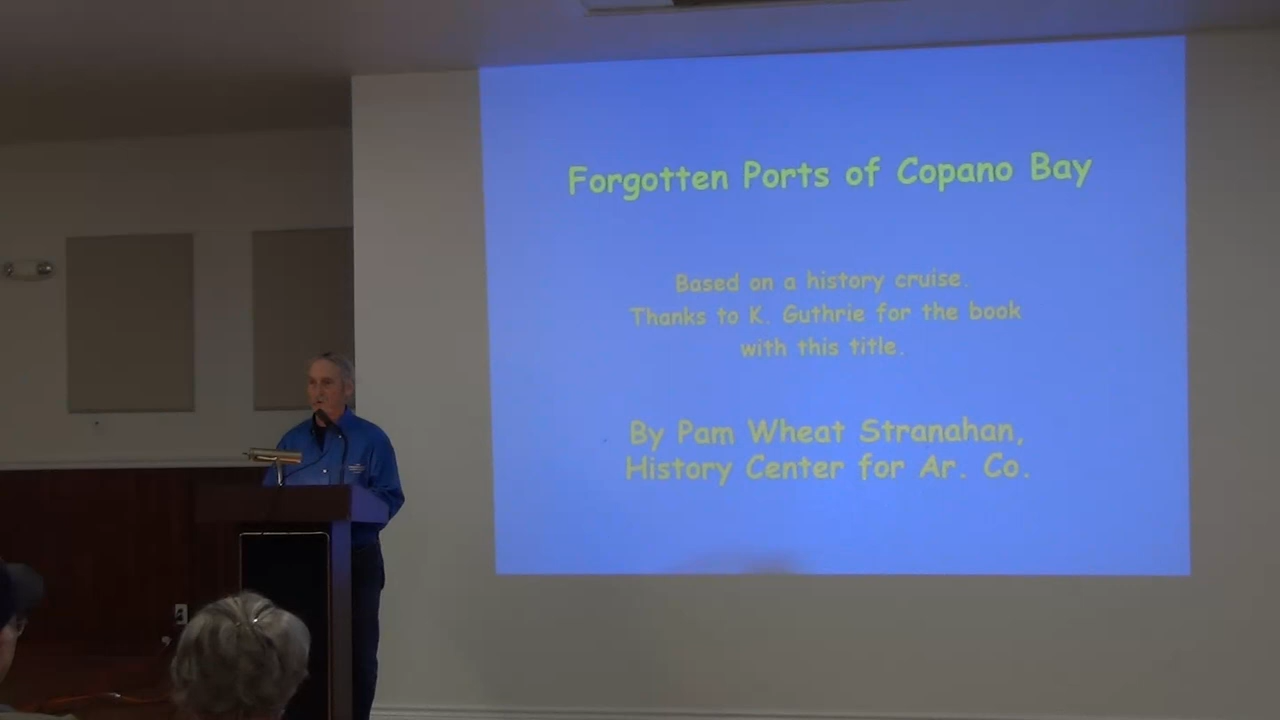 Forgotten Ports of Copano Bay
Based on a history cruise.
Thanks to K. Guthrie for the book
with this title.
By Pam Wheat Stranahan,
History Center for Ar. Co.